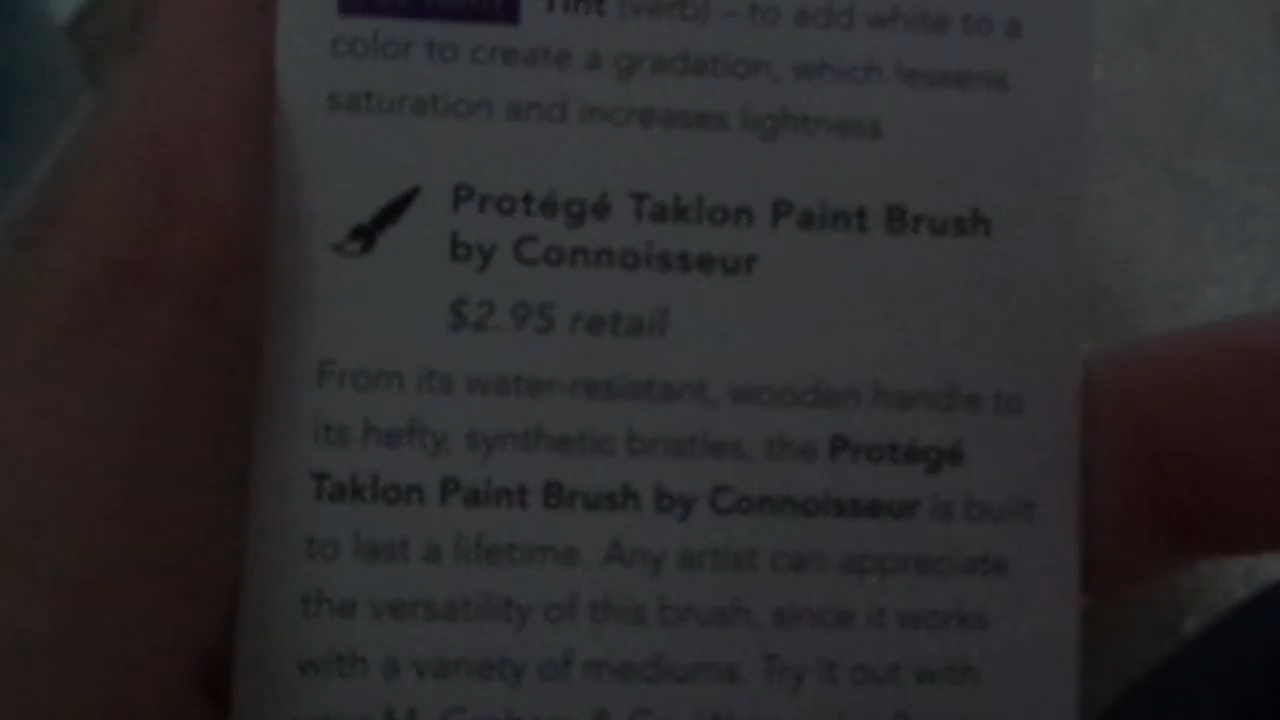 Tint (verb) – to add white to a
color to create a gradation, which lessens
saturation and increases lightness
Protégé Taklon Paint Brush
by Connoisseur
$2.95 retail
From its water-resistant, wooden handle to
its hefty, synthetic bristles, the Protégé
Taklon Paint Brush by Connoisseur is built
to last a lifetime. Any artist can appreciate
the versatility of this brush, since it works
with a variety of mediums. Try it out with
M. Graham & Co.